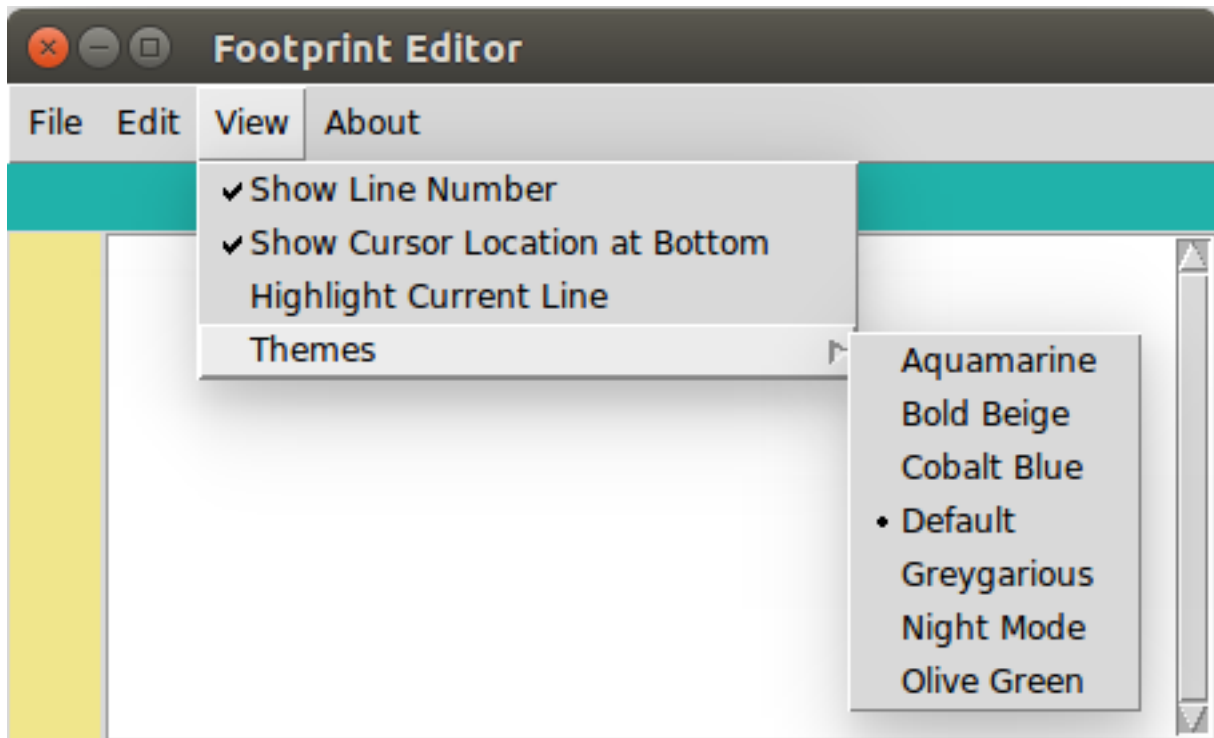 Footprint Editor
File Edit View About
Show Line Number
Show Cursor Location at Bottom
Highlight Current Line
Themes
Aquamarine
Bold Beige
Cobalt Blue
Default
Greygarious
Night Mode
Olive Green